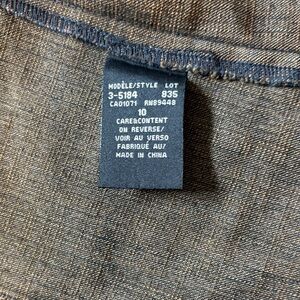 MODÈLE/STYLE LOT
3-5184 835
CA01071 RN89448
10
CARE&CONTENT
ON REVERSE/
VOIR AU VERSO
FABRIQUÉ AU/
MADE IN CHINA